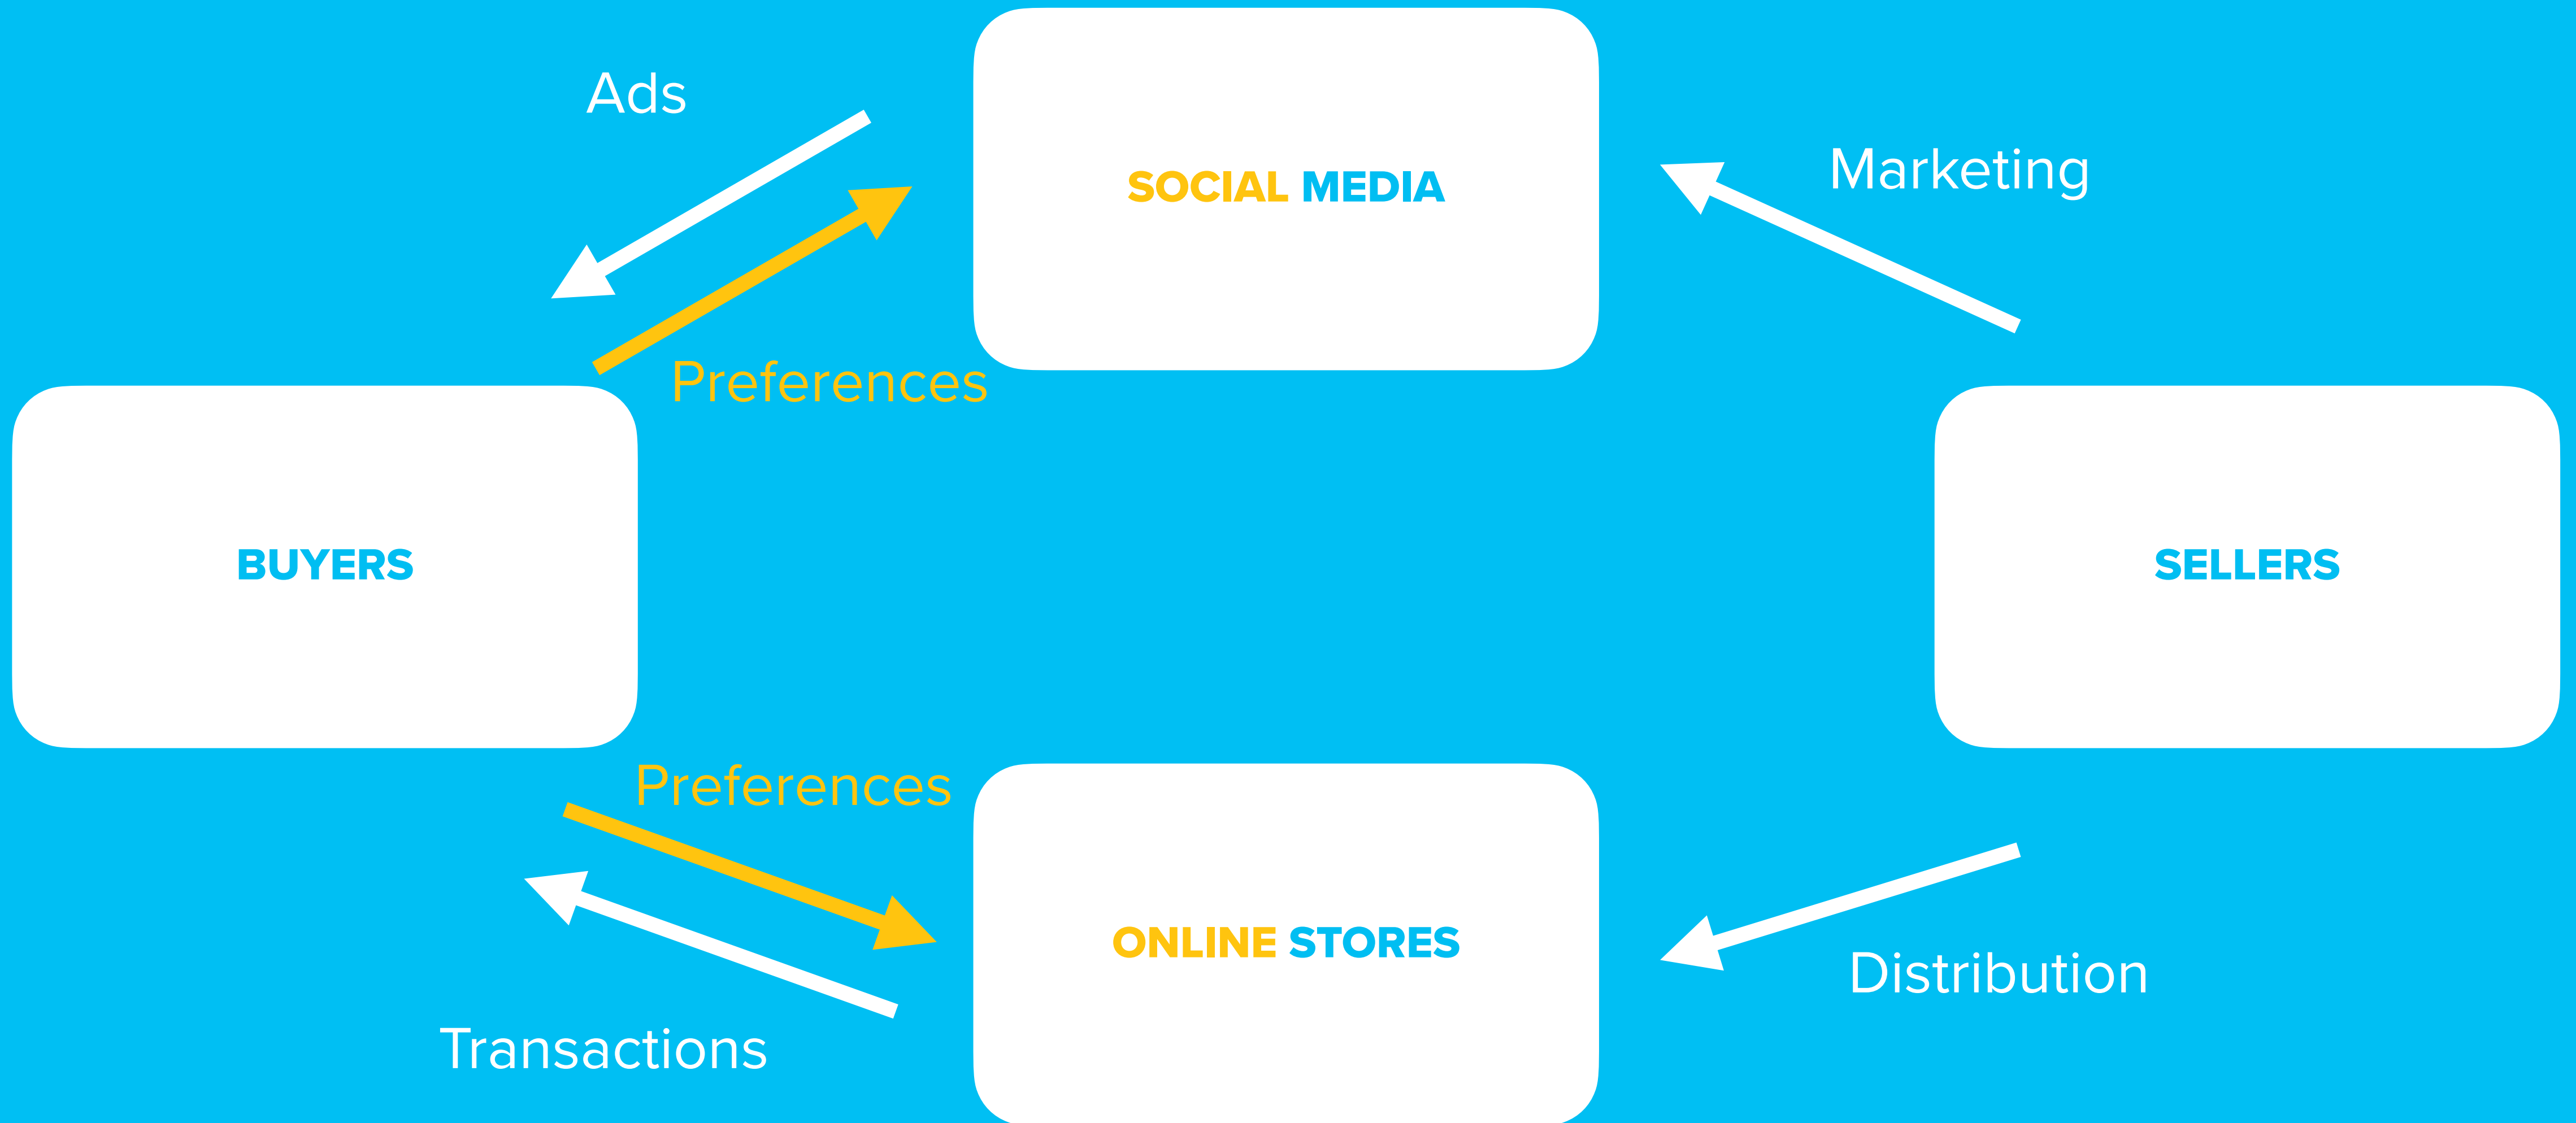 Ads
SOCIAL MEDIA
Marketing
Preferences
BUYERS
SELLERS
Preferences
ONLINE STORES
Distribution
Transactions